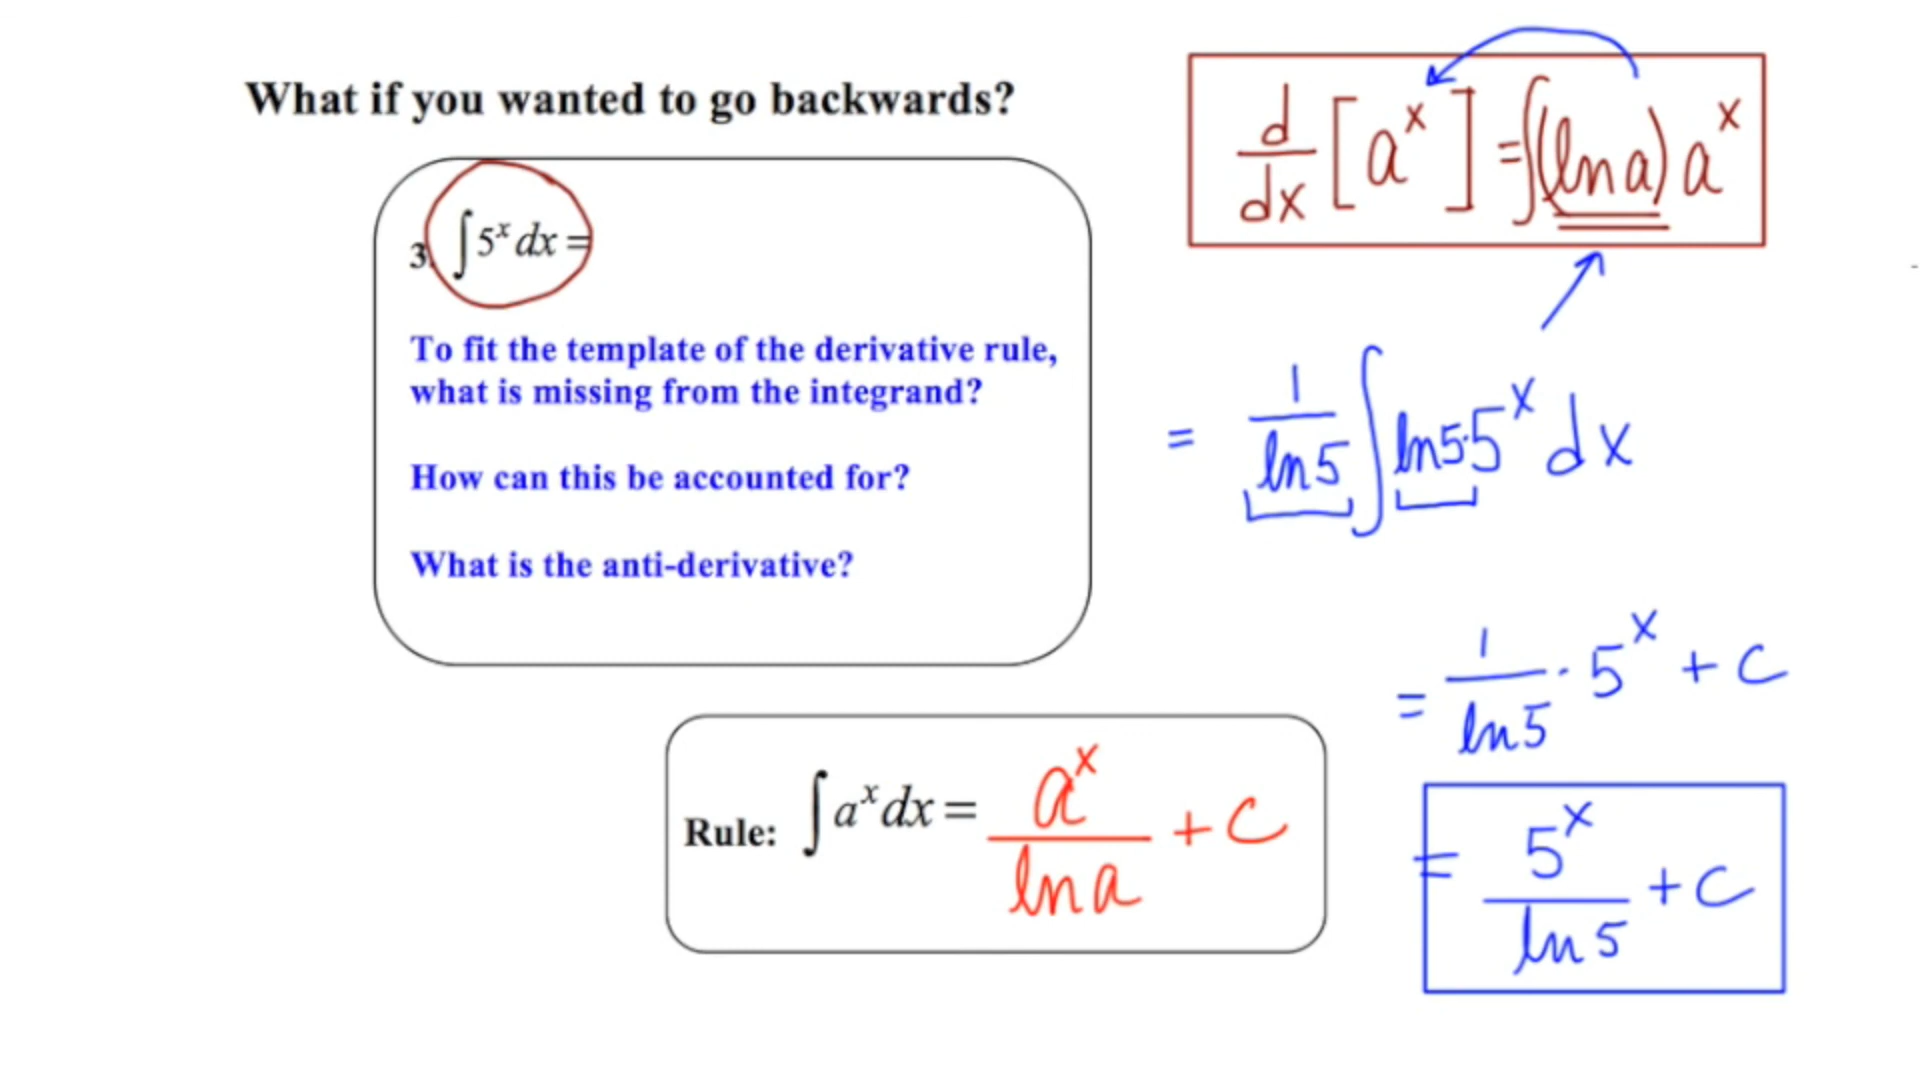 What if you wanted to go backwards?
d/dx [a^x] = ∫(ln a) a^x
3. ∫ 5^x dx =
To fit the template of the derivative rule,
what is missing from the integrand?
How can this be accounted for?
What is the anti-derivative?
= 1/ln5 ∫ ln5·5^x dx
= 1/ln5 · 5^x + C
Rule: ∫ a^x dx = a^x/ln a + C
= 5^x/ln 5 + C